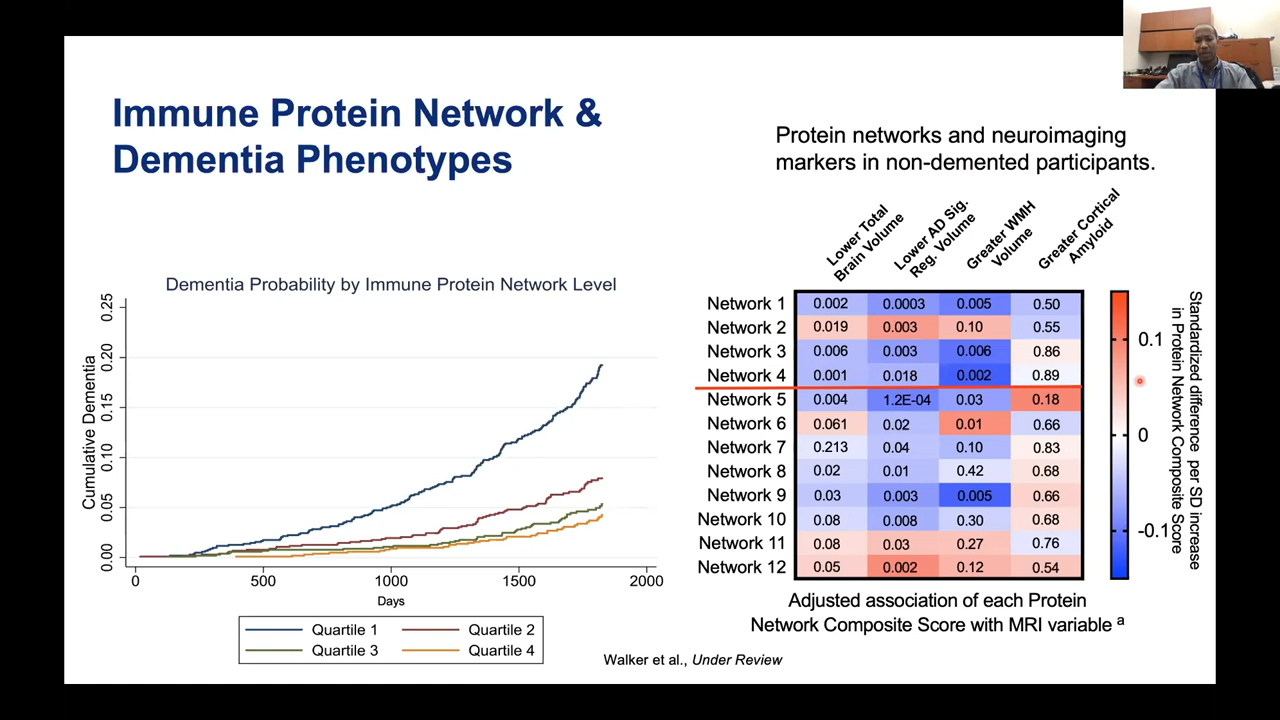 Immune Protein Network &
Dementia Phenotypes
Protein networks and neuroimaging
markers in non-demented participants.
Dementia Probability by Immune Protein Network Level
Cumulative Dementia
0.25
0.20
0.15
0.10
0.05
0.00
0 500 1000 1500 2000
Days
Quartile 1 Quartile 2
Quartile 3 Quartile 4
Lower Total
Brain Volume
Lower AD Sig.
Reg. Volume
Greater WMH
Volume
Greater Cortical
Amyloid
Network 1 0.002 0.0003 0.005 0.50
Network 2 0.019 0.003 0.10 0.55
Network 3 0.006 0.003 0.006 0.86
Network 4 0.001 0.018 0.002 0.89
Network 5 0.004 1.2E-04 0.03 0.18
Network 6 0.061 0.02 0.01 0.66
Network 7 0.213 0.04 0.10 0.83
Network 8 0.02 0.01 0.42 0.68
Network 9 0.03 0.003 0.005 0.66
Network 10 0.08 0.008 0.30 0.68
Network 11 0.08 0.03 0.27 0.76
Network 12 0.05 0.002 0.12 0.54
0.1
0
-0.1
Standardized difference per SD increase
in Protein Network Composite Score
Adjusted association of each Protein
Network Composite Score with MRI variable a
Walker et al., Under Review